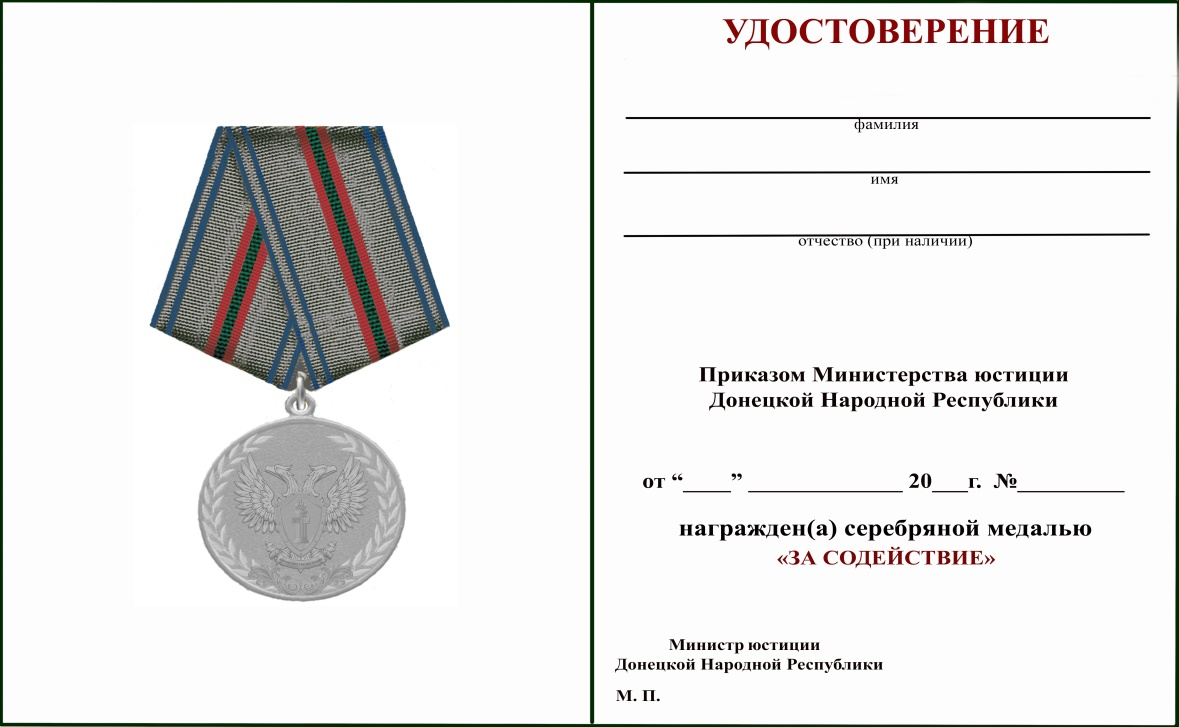 УДОСТОВЕРЕНИЕ
фамилия
имя
отчество (при наличии)
Приказом Министерства юстиции
Донецкой Народной Республики
от “____” _____________ 20___г. №_________
награжден(а) серебряной медалью
«ЗА СОДЕЙСТВИЕ»
Министр юстиции
Донецкой Народной Республики
М. П.